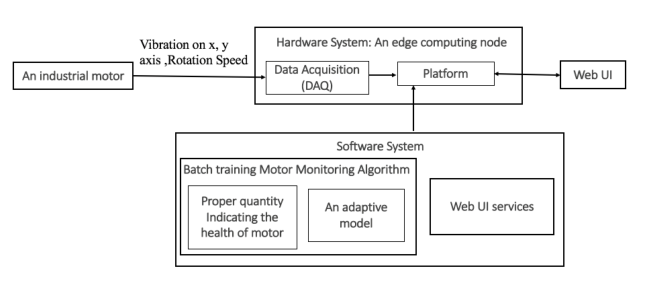 Vibration on x, y
axis ,Rotation Speed
Hardware System: An edge computing node
An industrial motor
Data Acquisition
(DAQ)
Platform
Web UI
Software System
Batch training Motor Monitoring Algorithm
Proper quantity
Indicating the
health of motor
An adaptive
model
Web UI services